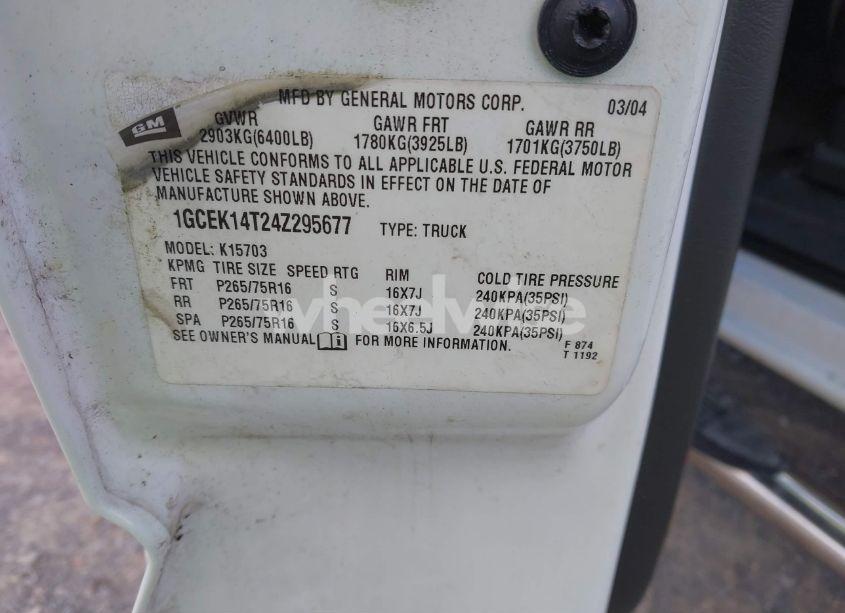 MFD BY GENERAL MOTORS CORP. 03/04
GM
GVWR GAWR FRT GAWR RR
2903KG(6400LB) 1780KG(3925LB) 1701KG(3750LB)
THIS VEHICLE CONFORMS TO ALL APPLICABLE U.S. FEDERAL MOTOR
VEHICLE SAFETY STANDARDS IN EFFECT ON THE DATE OF
MANUFACTURE SHOWN ABOVE.
1GCEK14T24Z295677 TYPE: TRUCK
MODEL: K15703
KPMG TIRE SIZE SPEED RTG RIM COLD TIRE PRESSURE
FRT P265/75R16 S 16X7J 240KPA(35PSI)
RR P265/75R16 S 16X7J 240KPA(35PSI)
SPA P265/75R16 S 16X6.5J 240KPA(35PSI)
SEE OWNER'S MANUAL FOR MORE INFORMATION.
F 874
T 1192